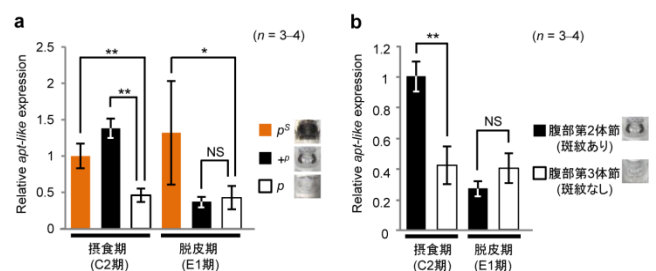 a
(n = 3–4)
Relative apt-like expression
2.5
2
1.5
1
0.5
0
**
**
*
NS
pS
+p
p
摂食期
(C2期)
脱皮期
(E1期)
b
(n = 3–4)
Relative apt-like expression
1.2
1
0.8
0.6
0.4
0.2
0
**
NS
腹部第2体節
(斑紋あり)
腹部第3体節
(斑紋なし)
摂食期
(C2期)
脱皮期
(E1期)